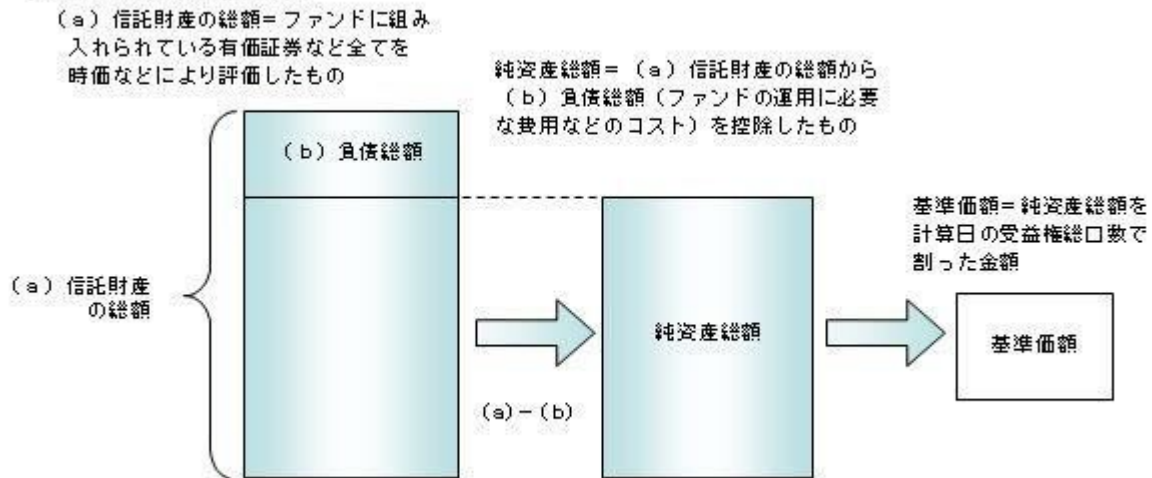 (a)信託財産の総額=ファンドに組み
入れられている有価証券など全てを
時価などにより評価したもの
純資産総額=(a)信託財産の総額から
(b)負債総額(ファンドの運用に必要
な費用などのコスト)を控除したもの
(b)負債総額
基準価額=純資産総額を
計算日の受益権総口数で
割った金額
(a)信託財産
の総額
純資産総額
基準価額
(a)-(b)